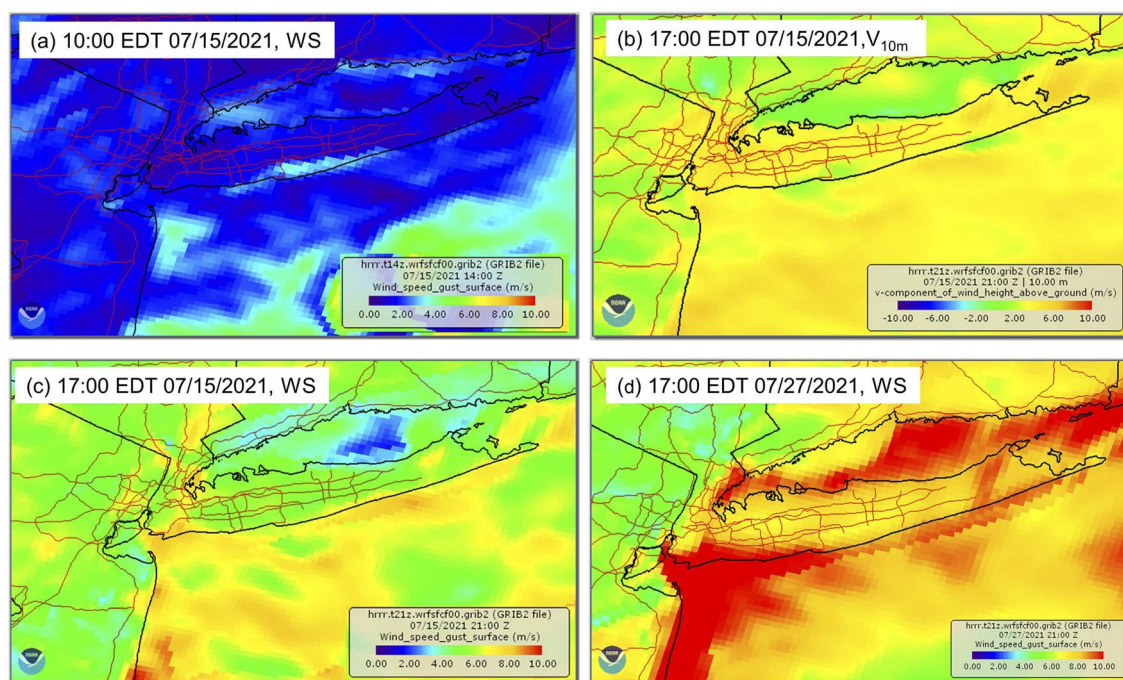 (a) 10:00 EDT 07/15/2021, WS
hrrr.t14z.wrfsfcf00.grib2 (GRIB2 file)
07/15/2021 14:00 Z
Wind_speed_gust_surface (m/s)
0.00 2.00 4.00 6.00 8.00 10.00
NOAA
(b) 17:00 EDT 07/15/2021,V10m
hrrr.t21z.wrfsfcf00.grib2 (GRIB2 file)
07/15/2021 21:00 Z | 10.00 m
v-component_of_wind_height_above_ground (m/s)
-10.00 -6.00 -2.00 2.00 6.00 10.00
NOAA
(c) 17:00 EDT 07/15/2021, WS
hrrr.t21z.wrfsfcf00.grib2 (GRIB2 file)
07/15/2021 21:00 Z
Wind_speed_gust_surface (m/s)
0.00 2.00 4.00 6.00 8.00 10.00
NOAA
(d) 17:00 EDT 07/27/2021, WS
hrrr.t21z.wrfsfcf00.grib2 (GRIB2 file)
07/27/2021 21:00 Z
Wind_speed_gust_surface (m/s)
0.00 2.00 4.00 6.00 8.00 10.00
NOAA